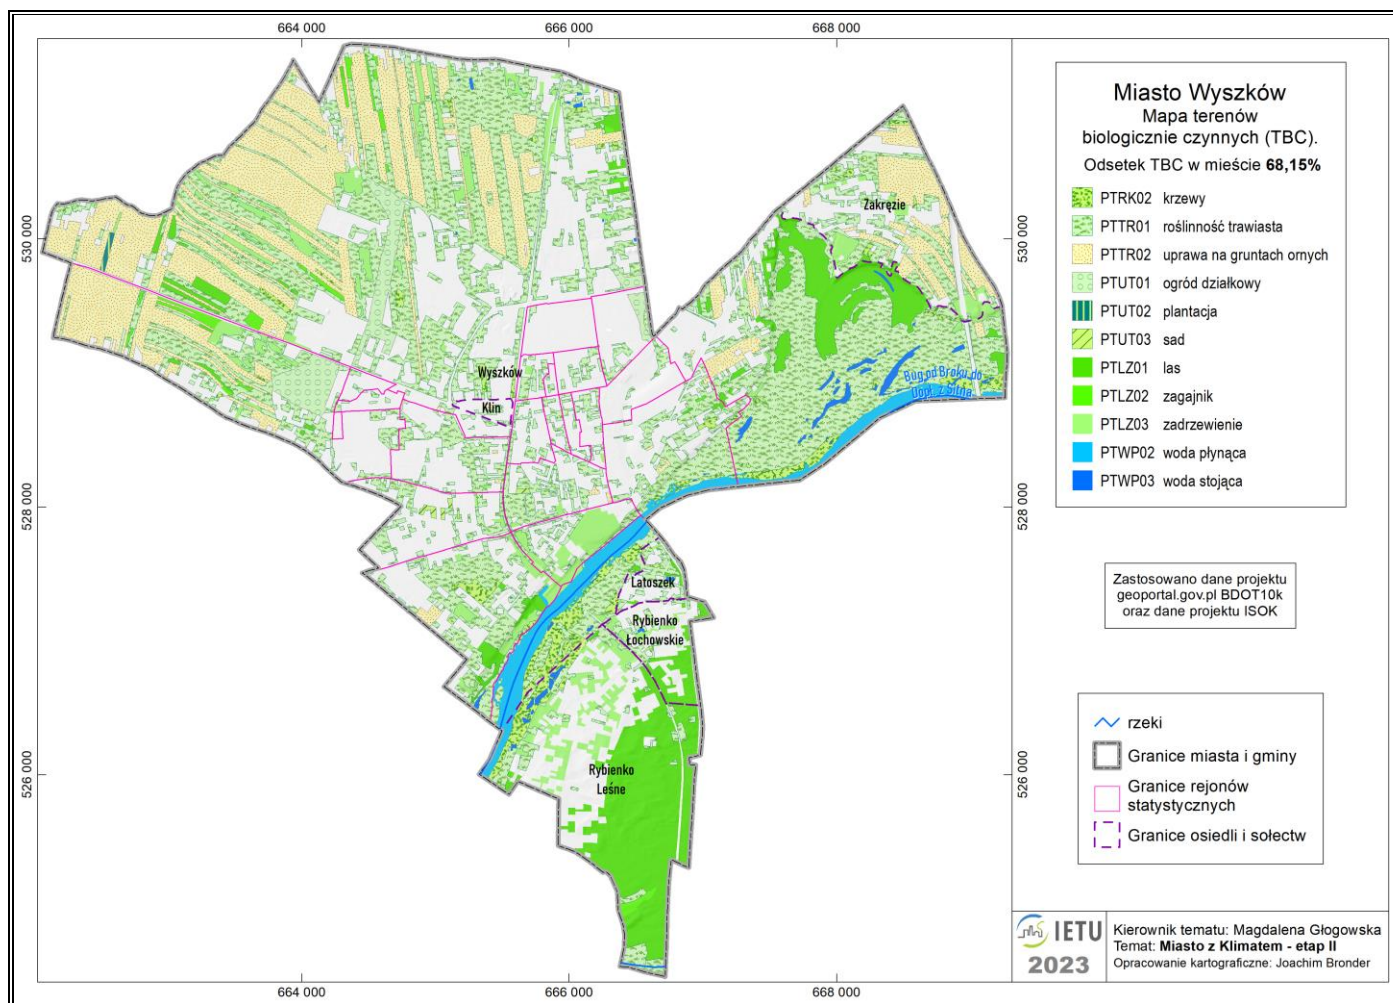 664 000
666 000
668 000
Miasto Wyszków
Mapa terenów
biologicznie czynnych (TBC).
Odsetek TBC w mieście 68,15%
PTRK02 krzewy
PTTR01 roślinność trawiasta
PTTR02 uprawa na gruntach ornych
PTUT01 ogród działkowy
PTUT02 plantacja
PTUT03 sad
PTLZ01 las
PTLZ02 zagajnik
PTLZ03 zadrzewienie
PTWP02 woda płynąca
PTWP03 woda stojąca
Zakręzie
530 000
530 000
Wyszków
Klin
Bug od Broku do
Dopł. z Sitna
528 000
528 000
Latoszek
Rybienko
Łochowskie
Rybienko
Leśne
526 000
526 000
Zastosowano dane projektu
geoportal.gov.pl BDOT10k
oraz dane projektu ISOK
rzeki
Granice miasta i gminy
Granice rejonów
statystycznych
Granice osiedli i sołectw
IETU
2023
Kierownik tematu: Magdalena Głogowska
Temat: Miasto z Klimatem - etap II
Opracowanie kartograficzne: Joachim Bronder
664 000
666 000
668 000